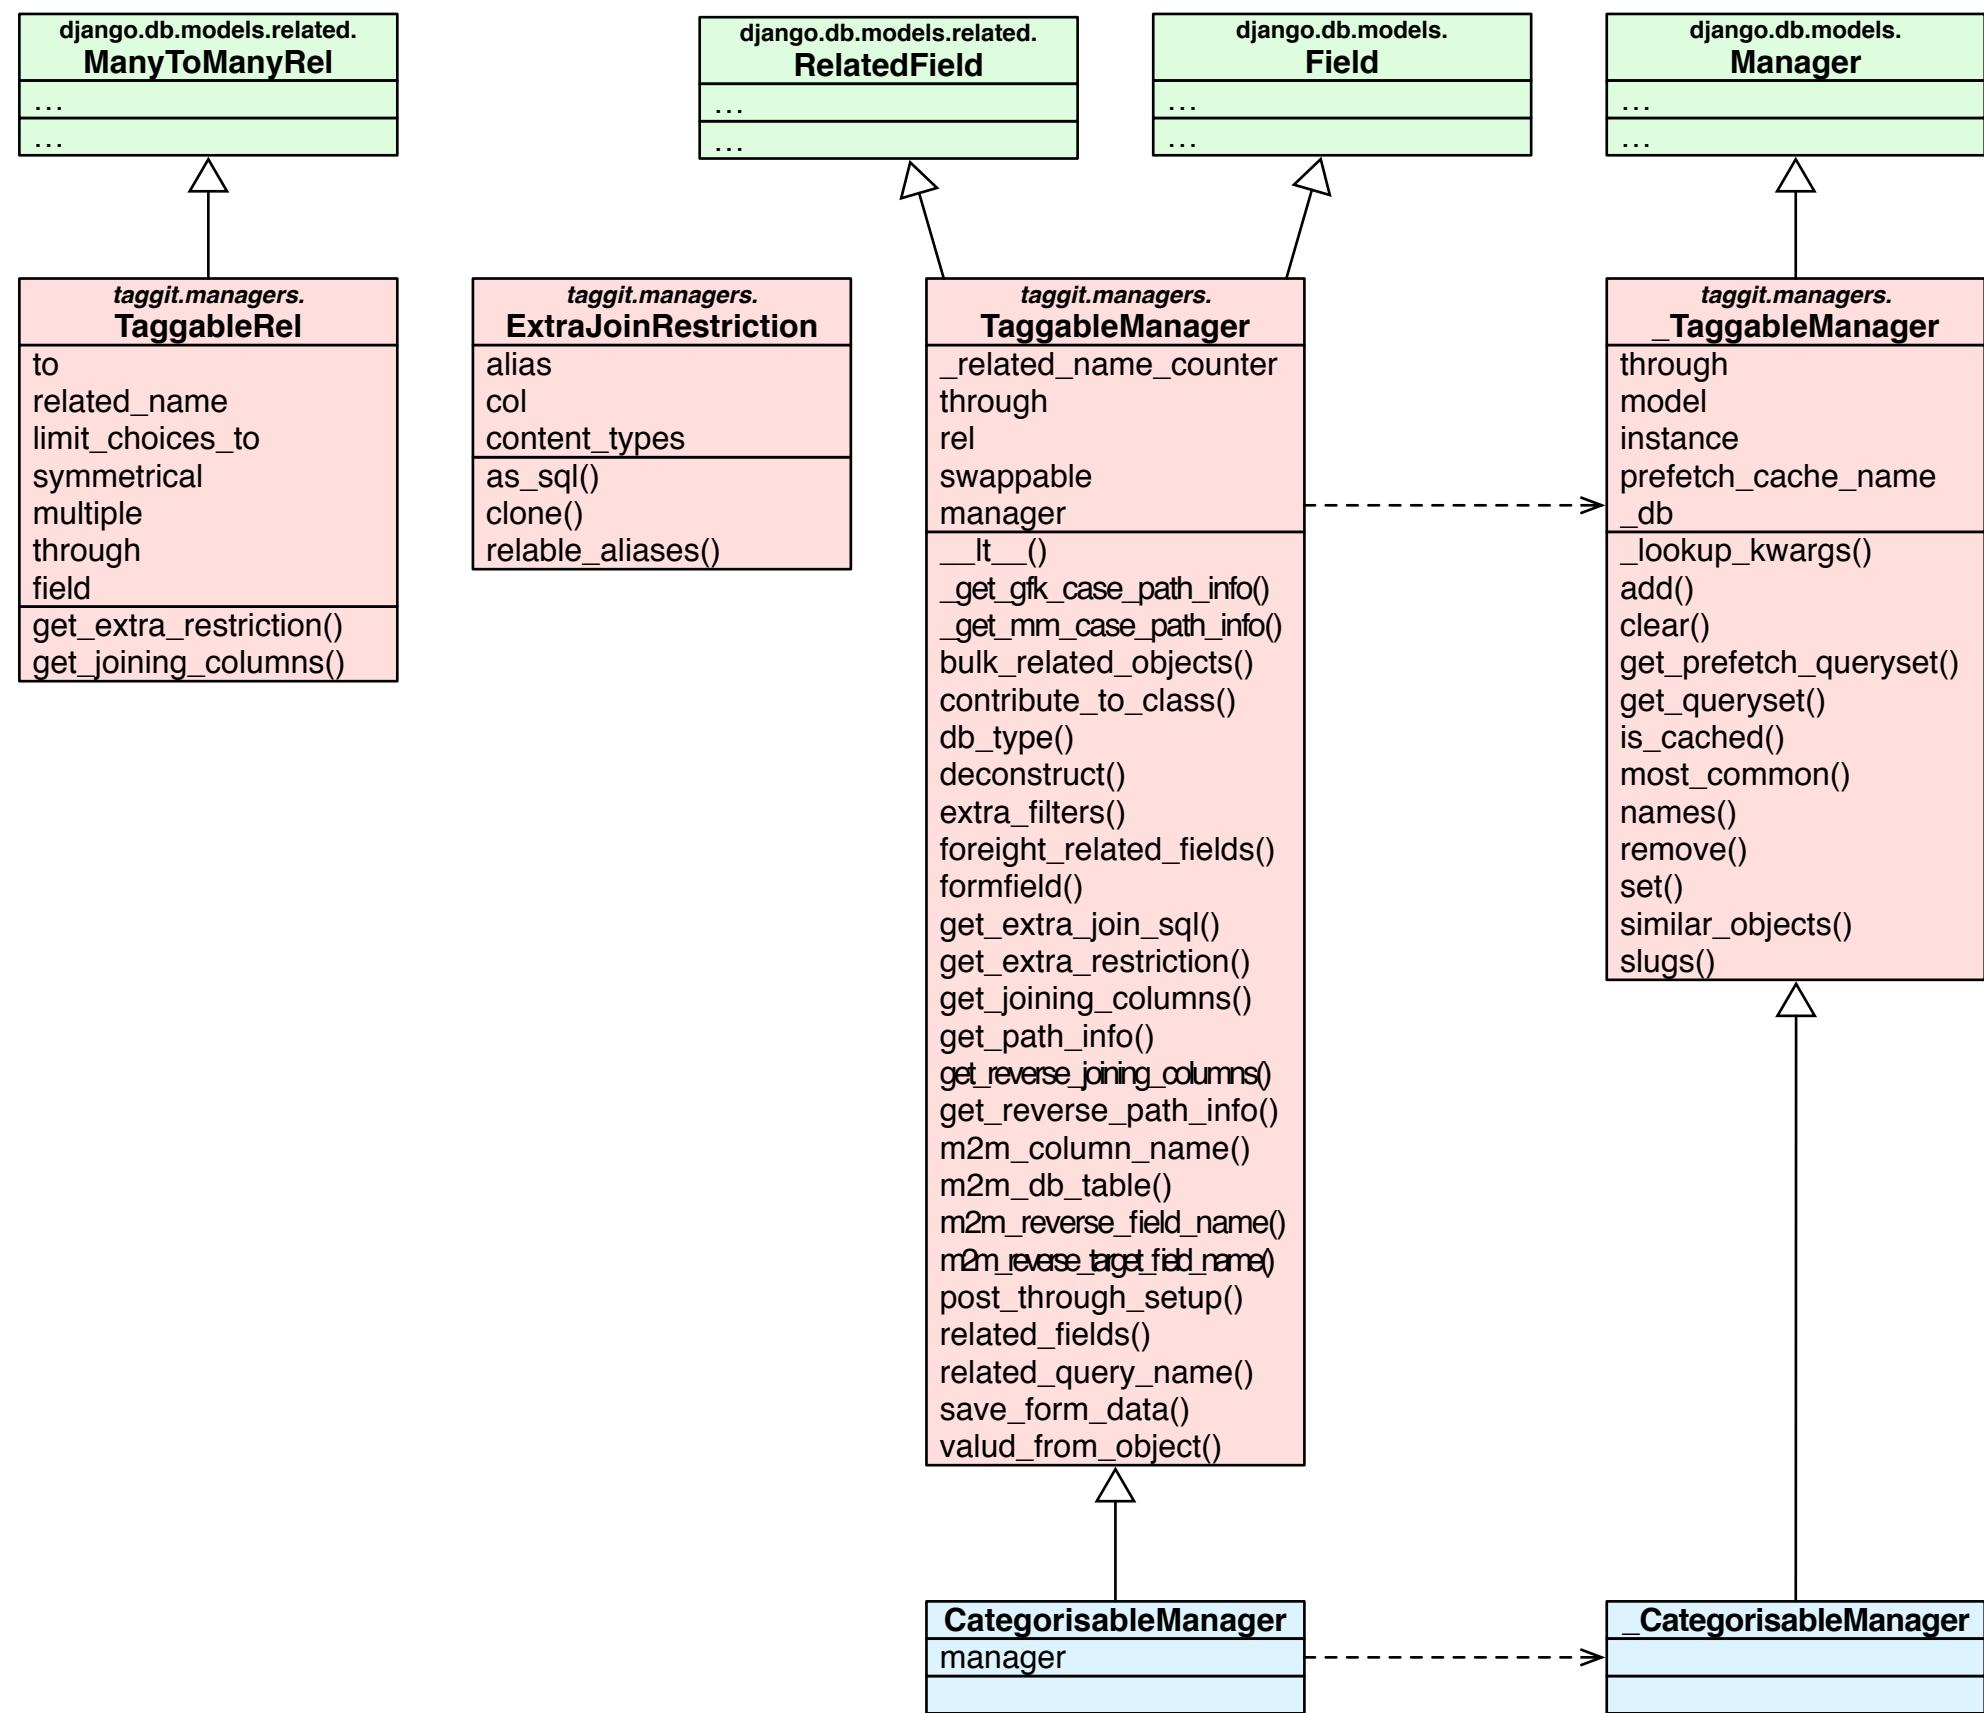 django.db.models.related.
ManyToManyRel
...
...
django.db.models.related.
RelatedField
...
...
django.db.models.
Field
...
...
django.db.models.
Manager
...
...
taggit.managers.
TaggableRel
to
related_name
limit_choices_to
symmetrical
multiple
through
field
get_extra_restriction()
get_joining_columns()
taggit.managers.
ExtraJoinRestriction
alias
col
content_types
as_sql()
clone()
relable_aliases()
taggit.managers.
TaggableManager
_related_name_counter
through
rel
swappable
manager
__lt__()
_get_gfk_case_path_info()
_get_mm_case_path_info()
bulk_related_objects()
contribute_to_class()
db_type()
deconstruct()
extra_filters()
foreight_related_fields()
formfield()
get_extra_join_sql()
get_extra_restriction()
get_joining_columns()
get_path_info()
get_reverse_joining_columns()
get_reverse_path_info()
m2m_column_name()
m2m_db_table()
m2m_reverse_field_name()
m2m_reverse_target_field_name()
post_through_setup()
related_fields()
related_query_name()
save_form_data()
valud_from_object()
taggit.managers.
_TaggableManager
through
model
instance
prefetch_cache_name
_db
_lookup_kwargs()
add()
clear()
get_prefetch_queryset()
get_queryset()
is_cached()
most_common()
names()
remove()
set()
similar_objects()
slugs()
CategorisableManager
manager
_CategorisableManager